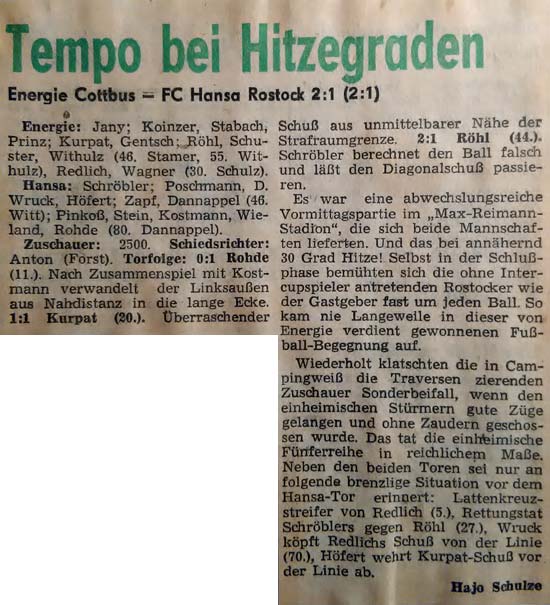 Tempo bei Hitzegraden
Energie Cottbus — FC Hansa Rostock 2:1 (2:1)
Energie: Jany; Koinzer, Stabach,
Prinz; Kurpat, Gentsch; Röhl, Schu-
ster, Withulz (46. Stamer, 55. Wit-
hulz), Redlich, Wagner (30. Schulz).
Hansa: Schröbler; Poschmann, D.
Wruck, Höfert; Zapf, Dannappel (46.
Witt); Pinkoß, Stein, Kostmann, Wie-
land, Rohde (80. Dannappel).
Zuschauer: 2500. Schiedsrichter:
Anton (Forst). Torfolge: 0:1 Rohde
(11.). Nach Zusammenspiel mit Kost-
mann verwandelt der Linksaußen
aus Nahdistanz in die lange Ecke.
1:1 Kurpat (20.). Überraschender
Schuß aus unmittelbarer Nähe der
Strafraumgrenze. 2:1 Röhl (44.).
Schröbler berechnet den Ball falsch
und läßt den Diagonalschuß passie-
ren.
Es war eine abwechslungsreiche
Vormittagspartie im „Max-Reimann-
Stadion“, die sich beide Mannschaf-
ten lieferten. Und das bei annähernd
30 Grad Hitze! Selbst in der Schluß-
phase bemühten sich die ohne Inter-
cupspieler antretenden Rostocker wie
der Gastgeber fast um jeden Ball. So
kam nie Langeweile in dieser von
Energie verdient gewonnenen Fuß-
ball-Begegnung auf.
Wiederholt klatschten die in Cam-
pingweiß die Traversen zierenden
Zuschauer Sonderbeifall, wenn den
einheimischen Stürmern gute Züge
gelangen und ohne Zaudern geschos-
sen wurde. Das tat die einheimische
Fünferreihe in reichlichem Maße.
Neben den beiden Toren sei nur an
folgende brenzlige Situation vor dem
Hansa-Tor erinnert: Lattenkreuz-
streifer von Redlich (5.), Rettungstat
Schröblers gegen Röhl (27.), Wruck
köpft Redlichs Schuß von der Linie
(70.), Höfert wehrt Kurpat-Schuß vor
der Linie ab.
Hajo Schulze